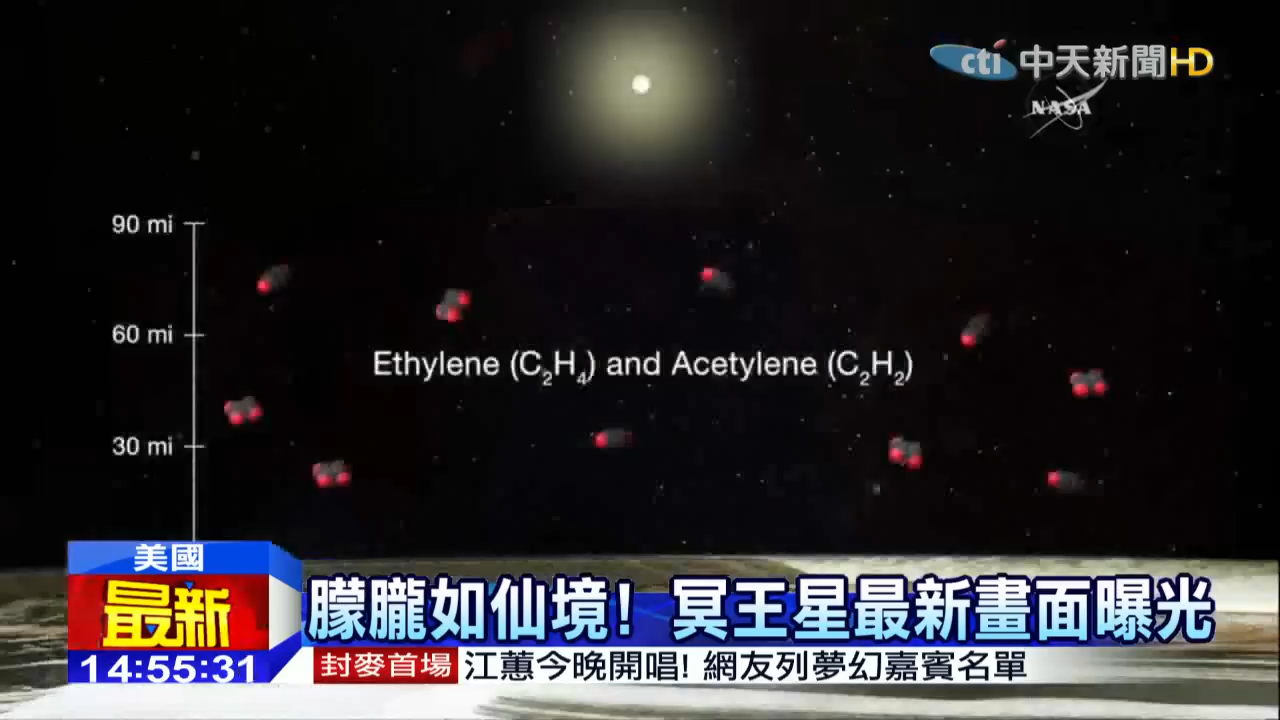 cti 中天新聞HD
NASA
90 mi
60 mi
Ethylene (C₂H₄) and Acetylene (C₂H₂)
30 mi
美國
最新
14:55:31
朦朧如仙境! 冥王星最新畫面曝光
封麥首場 江蕙今晚開唱! 網友列夢幻嘉賓名單